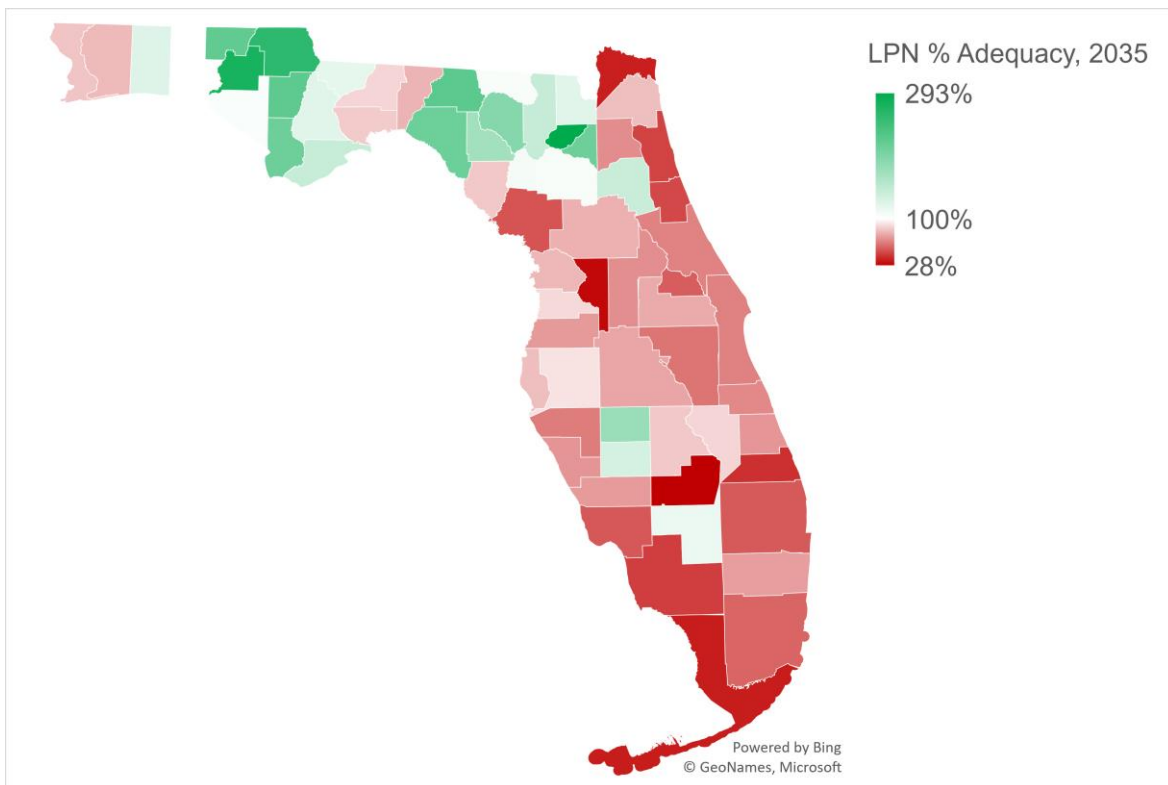 LPN % Adequacy, 2035
293%
100%
28%
Powered by Bing
© GeoNames, Microsoft